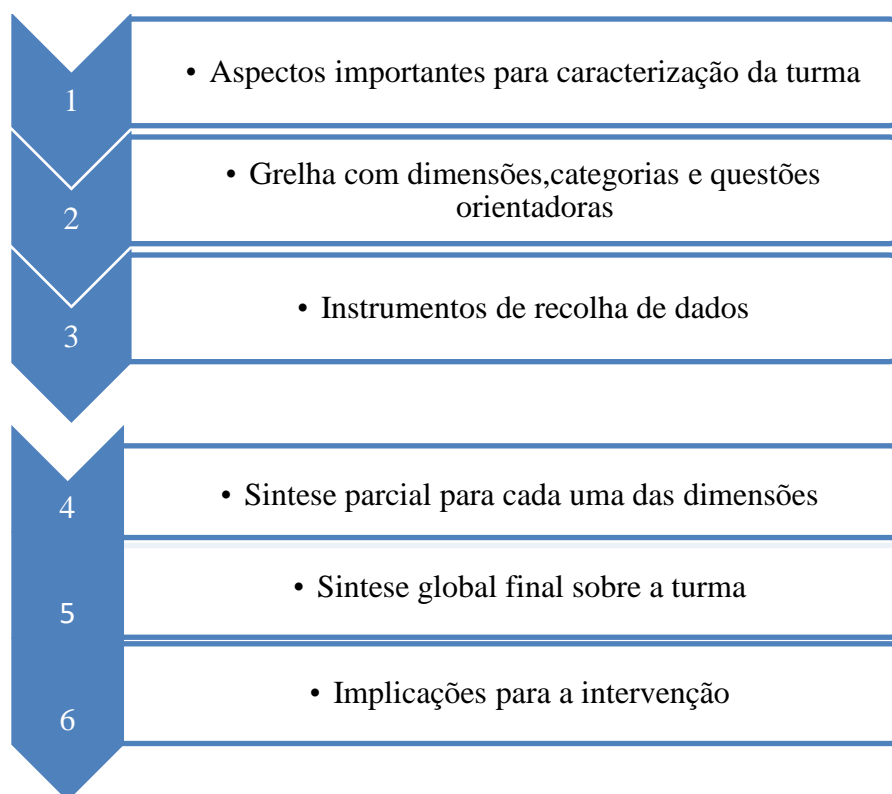 1
• Aspectos importantes para caracterização da turma
2
• Grelha com dimensões,categorias e questões
orientadoras
3
• Instrumentos de recolha de dados
4
• Sintese parcial para cada uma das dimensões
5
• Sintese global final sobre a turma
6
• Implicações para a intervenção